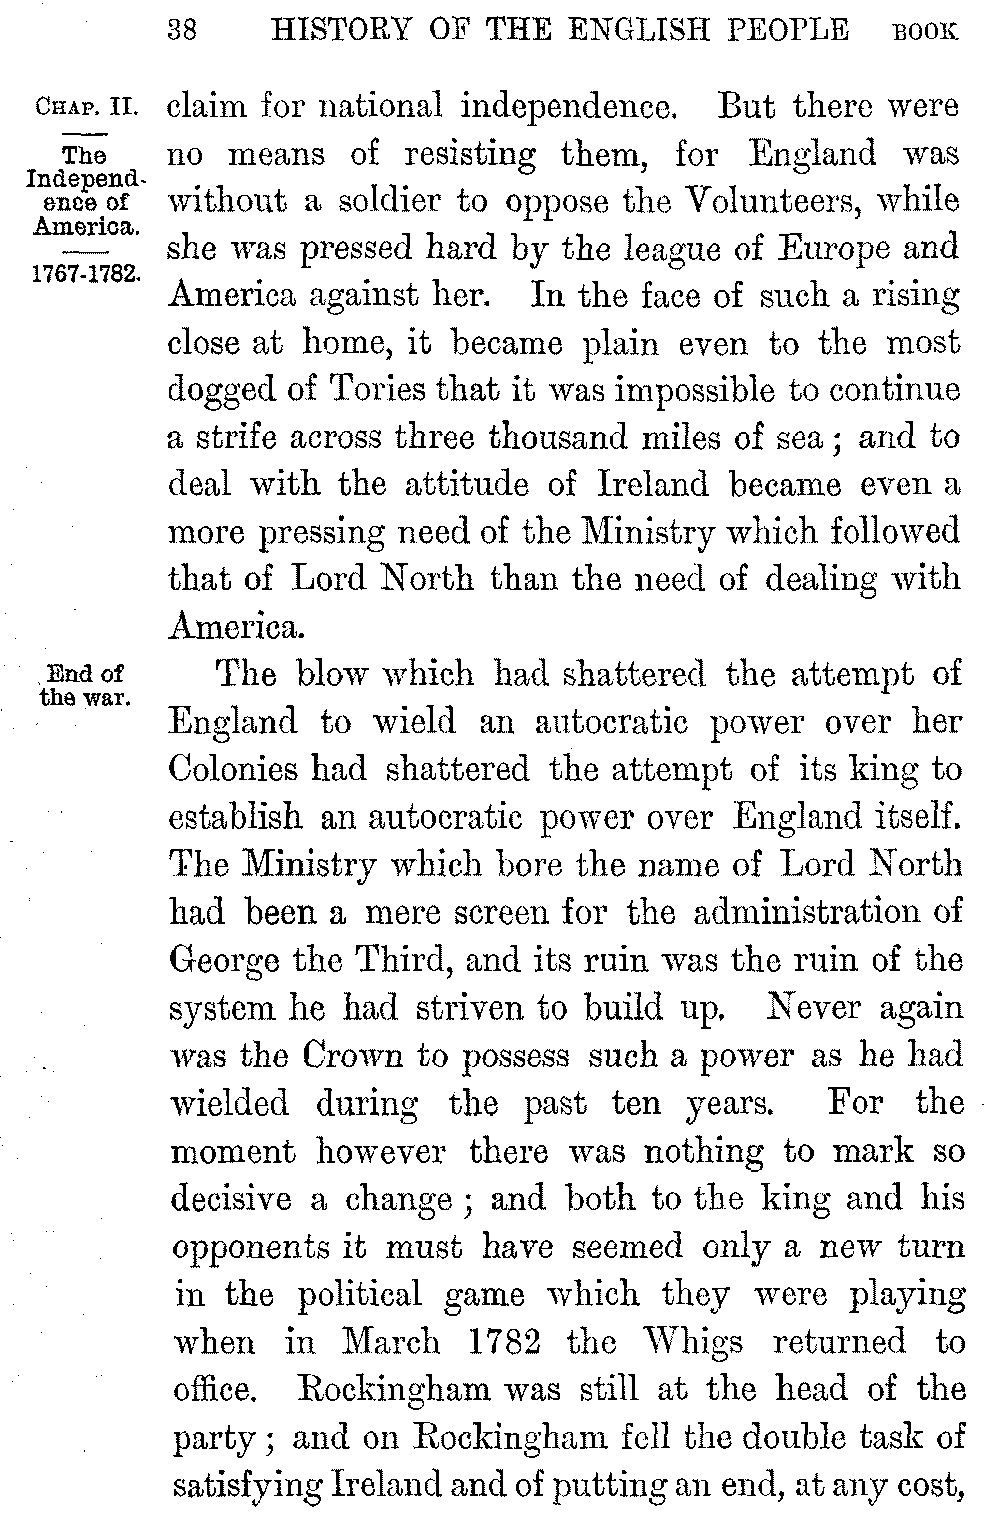 38 HISTORY OF THE ENGLISH PEOPLE BOOK
CHAP. II.
The
Independ-
ence of
America.
1767-1782.
claim for national independence. But there were
no means of resisting them, for England was
without a soldier to oppose the Volunteers, while
she was pressed hard by the league of Europe and
America against her. In the face of such a rising
close at home, it became plain even to the most
dogged of Tories that it was impossible to continue
a strife across three thousand miles of sea; and to
deal with the attitude of Ireland became even a
more pressing need of the Ministry which followed
that of Lord North than the need of dealing with
America.
End of
the war.
The blow which had shattered the attempt of
England to wield an autocratic power over her
Colonies had shattered the attempt of its king to
establish an autocratic power over England itself.
The Ministry which bore the name of Lord North
had been a mere screen for the administration of
George the Third, and its ruin was the ruin of the
system he had striven to build up. Never again
was the Crown to possess such a power as he had
wielded during the past ten years. For the
moment however there was nothing to mark so
decisive a change; and both to the king and his
opponents it must have seemed only a new turn
in the political game which they were playing
when in March 1782 the Whigs returned to
office. Rockingham was still at the head of the
party; and on Rockingham fell the double task of
satisfying Ireland and of putting an end, at any cost,